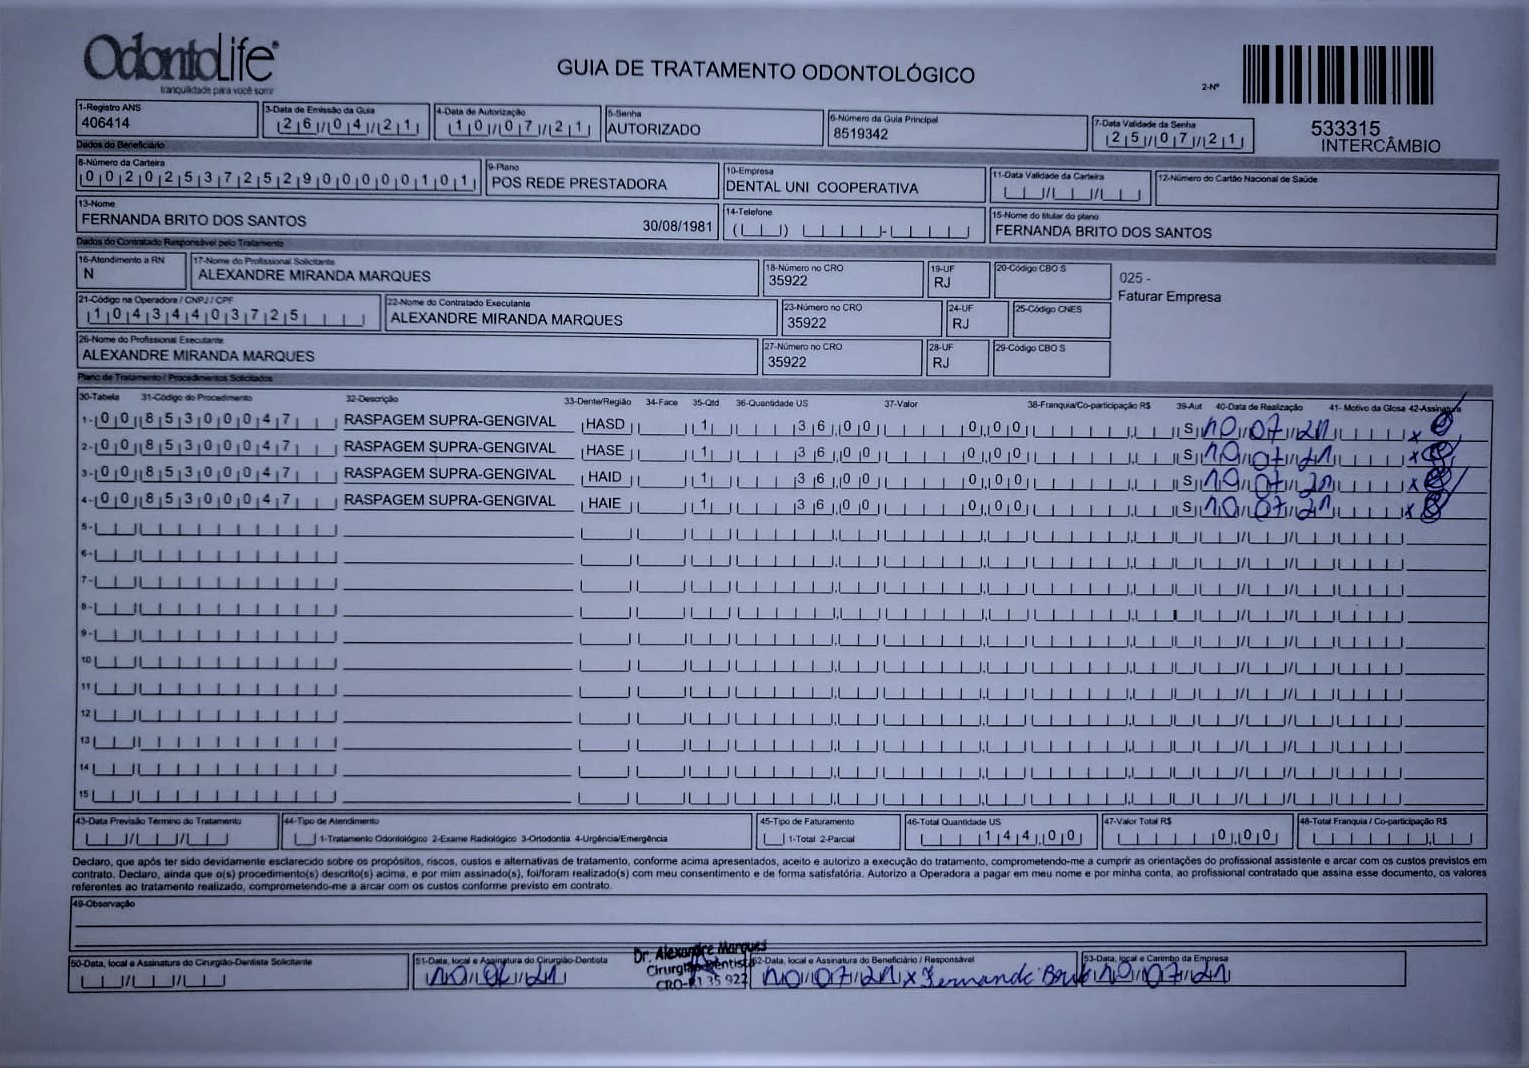 OdontoLife
tranquilidade para você sorrir
GUIA DE TRATAMENTO ODONTOLÓGICO
2-Nº
533315
INTERCÂMBIO
1-Registro ANS
406414
3-Data de Emissão da Guia
26/04/21
4-Data de Autorização
10/07/21
5-Senha
AUTORIZADO
6-Número da Guia Principal
8519342
7-Data Validade da Senha
25/07/21
Dados do Beneficiário
8-Número da Carteira
00202537252900000101
9-Plano
POS REDE PRESTADORA
10-Empresa
DENTAL UNI COOPERATIVA
11-Data Validade da Carteira
12-Número do Cartão Nacional de Saúde
13-Nome
FERNANDA BRITO DOS SANTOS 30/08/1981
14-Telefone
15-Nome do titular do plano
FERNANDA BRITO DOS SANTOS
Dados do Contratado Responsável pelo Tratamento
16-Atendimento a RN
N
17-Nome do Profissional Solicitante
ALEXANDRE MIRANDA MARQUES
18-Número no CRO
35922
19-UF
RJ
20-Código CBO S
025 -
Faturar Empresa
21-Código na Operadora / CNPJ / CPF
10434403725
22-Nome do Contratado Executante
ALEXANDRE MIRANDA MARQUES
23-Número no CRO
35922
24-UF
RJ
25-Código CNES
26-Nome do Profissional Executante
ALEXANDRE MIRANDA MARQUES
27-Número no CRO
35922
28-UF
RJ
29-Código CBO S
Plano de Tratamento / Procedimentos Solicitados
30-Tabela 31-Código do Procedimento 32-Descrição 33-Dente/Região 34-Face 35-Qtd 36-Quantidade US 37-Valor 38-Franquia/Co-participação R$ 39-Aut 40-Data de Realização 41- Motivo da Glosa 42-Assinatura
1- 00 85300047 RASPAGEM SUPRA-GENGIVAL HASD 1 36,00 0,00 S 10/07/21 x
2- 00 85300047 RASPAGEM SUPRA-GENGIVAL HASE 1 36,00 0,00 S 10/07/21 x
3- 00 85300047 RASPAGEM SUPRA-GENGIVAL HAID 1 36,00 0,00 S 10/07/21 x
4- 00 85300047 RASPAGEM SUPRA-GENGIVAL HAIE 1 36,00 0,00 S 10/07/21 x
5-
6-
7-
8-
9-
10
11
12
13
14
15
43-Data Previsão Término do Tratamento
44-Tipo de Atendimento
1-Tratamento Odontológico 2-Exame Radiológico 3-Ortodontia 4-Urgência/Emergência
45-Tipo de Faturamento
1-Total 2-Parcial
46-Total Quantidade US
144,00
47-Valor Total R$
0,00
48-Total Franquia / Co-participação R$
Declaro, que após ter sido devidamente esclarecido sobre os propósitos, riscos, custos e alternativas de tratamento, conforme acima apresentados, aceito e autorizo a execução do tratamento, comprometendo-me a cumprir as orientações do profissional assistente e arcar com os custos previstos em
contrato. Declaro, ainda que o(s) procedimento(s) descrito(s) acima, e por mim assinado(s), foi/foram realizado(s) com meu consentimento e de forma satisfatória. Autorizo a Operadora a pagar em meu nome e por minha conta, ao profissional contratado que assina esse documento, os valores
referentes ao tratamento realizado, comprometendo-me a arcar com os custos conforme previsto em contrato.
49-Observação
50-Data, local e Assinatura do Cirurgião-Dentista Solicitante
51-Data, local e Assinatura do Cirurgião-Dentista
Dr. Alexandre Marques
Cirurgião Dentista
CRO-RJ 35 922
52-Data, local e Assinatura do Beneficiário / Responsável
10/07/21 x Fernanda Brito
53-Data, local e Carimbo da Empresa
10/07/21